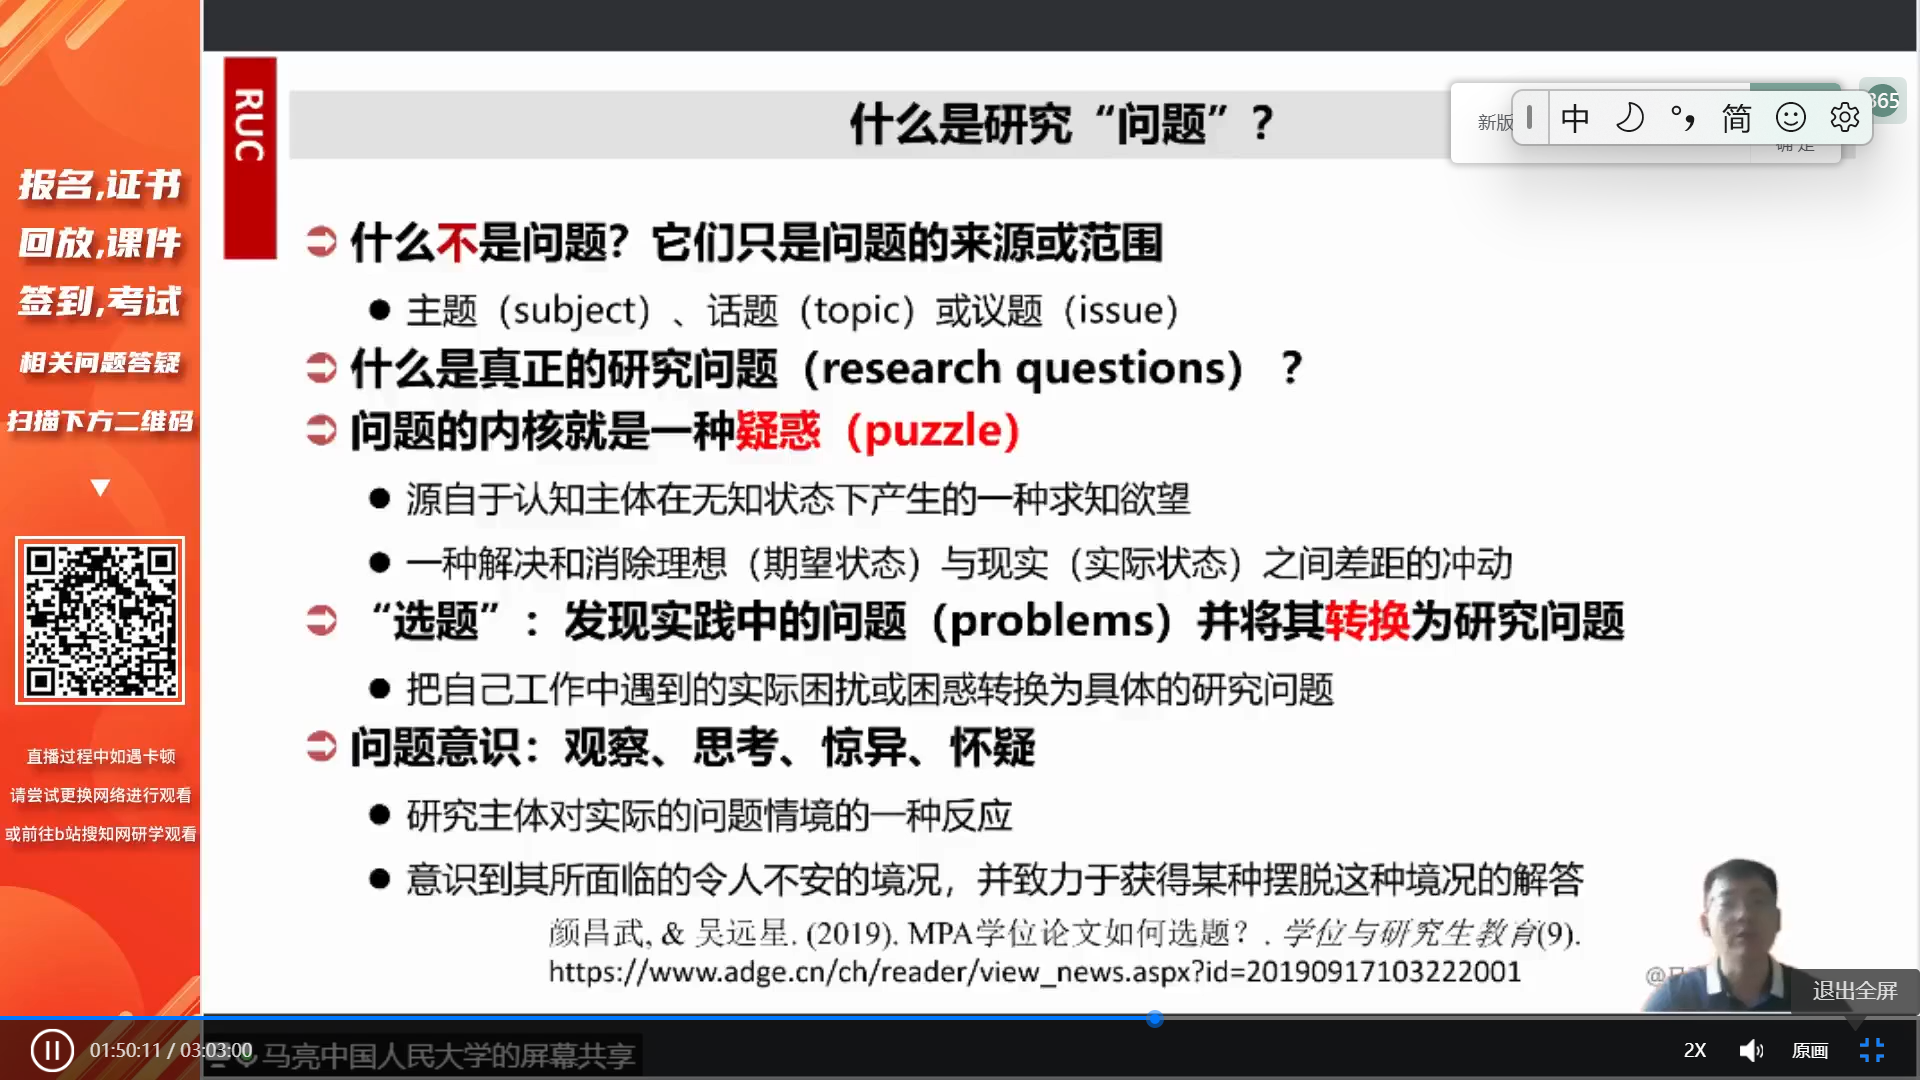 报名,证书
回放,课件
签到,考试
相关问题答疑
扫描下方二维码
直播过程中如遇卡顿
请尝试更换网络进行观看
或前往b站搜知网研学观看
RUC
什么是研究“问题”？
新版
中 简
365
确定
什么不是问题？它们只是问题的来源或范围
主题（subject）、话题（topic）或议题（issue）
什么是真正的研究问题（research questions）？
问题的内核就是一种疑惑（puzzle）
源自于认知主体在无知状态下产生的一种求知欲望
一种解决和消除理想（期望状态）与现实（实际状态）之间差距的冲动
“选题”：发现实践中的问题（problems）并将其转换为研究问题
把自己工作中遇到的实际困扰或困惑转换为具体的研究问题
问题意识：观察、思考、惊异、怀疑
研究主体对实际的问题情境的一种反应
意识到其所面临的令人不安的境况，并致力于获得某种摆脱这种境况的解答
颜昌武, & 吴远星. (2019). MPA学位论文如何选题？. 学位与研究生教育(9).
https://www.adge.cn/ch/reader/view_news.aspx?id=20190917103222001
退出全屏
01:50:11 / 03:03:00
马亮中国人民大学的屏幕共享
2X 原画